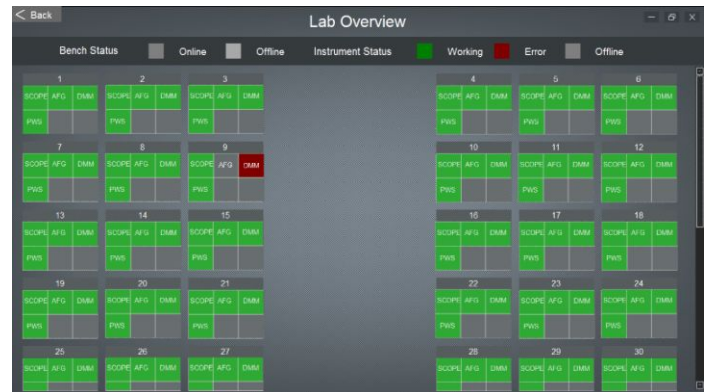 < Back
Lab Overview
Bench Status Online Offline Instrument Status Working Error Offline
1 2 3 4 5 6
SCOPE AFG DMM SCOPE AFG DMM SCOPE AFG DMM SCOPE AFG DMM SCOPE AFG DMM SCOPE AFG DMM
PWS PWS PWS PWS PWS PWS
7 8 9 10 11 12
SCOPE AFG DMM SCOPE AFG DMM SCOPE AFG DMM SCOPE AFG DMM SCOPE AFG DMM SCOPE AFG DMM
PWS PWS PWS PWS PWS
13 14 15 16 17 18
SCOPE AFG DMM SCOPE AFG DMM SCOPE AFG DMM SCOPE AFG DMM SCOPE AFG DMM SCOPE AFG DMM
PWS PWS PWS PWS PWS PWS
19 20 21 22 23 24
SCOPE AFG DMM SCOPE AFG DMM SCOPE AFG DMM SCOPE AFG DMM SCOPE AFG DMM SCOPE AFG DMM
PWS PWS PWS PWS PWS PWS
25 26 27 28 29 30
SCOPE AFG DMM SCOPE AFG DMM SCOPE AFG DMM SCOPE AFG DMM SCOPE AFG DMM SCOPE AFG DMM